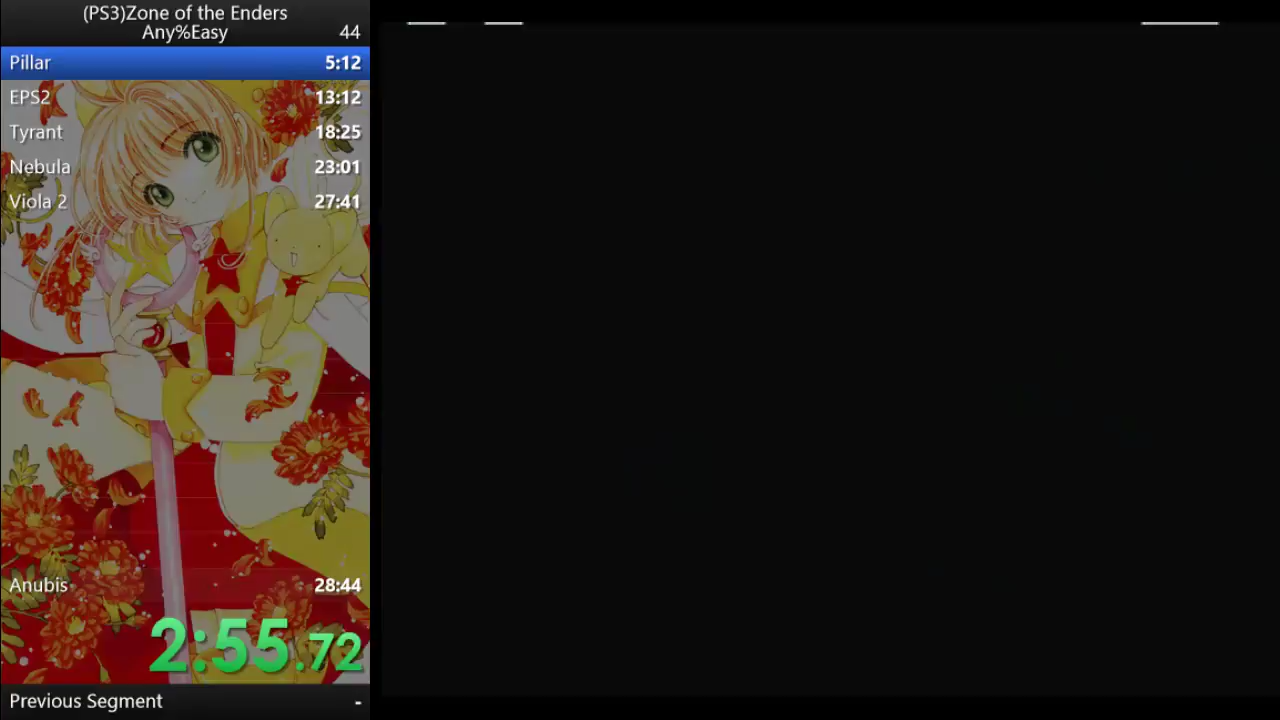 (PS3)Zone of the Enders
Any%Easy 44
Pillar 5:12
EPS2 13:12
Tyrant 18:25
Nebula 23:01
Viola 2 27:41
Anubis 28:44
2:55.72
Previous Segment -